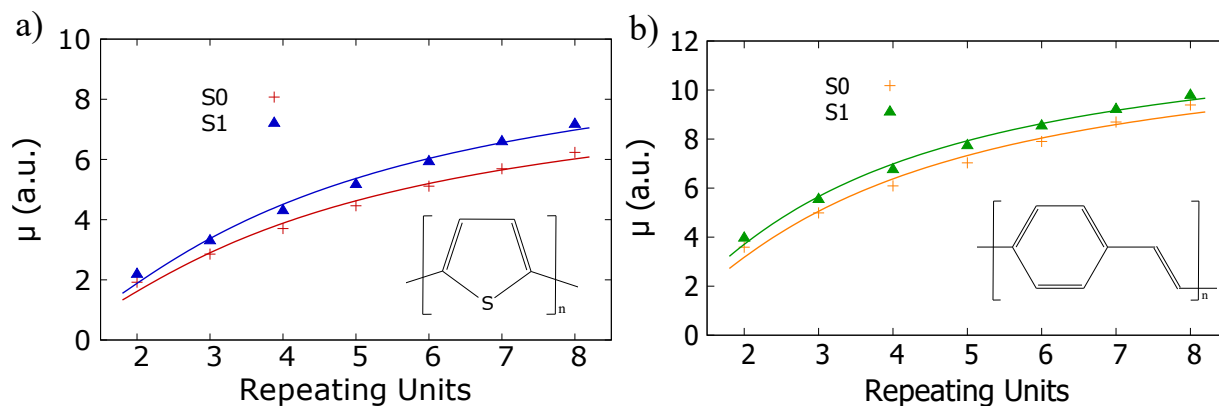 a)
10
8
6
4
2
0
μ (a.u.)
S0
S1
S
n
2 3 4 5 6 7 8
Repeating Units
b)
12
10
8
6
4
2
0
μ (a.u.)
S0
S1
n
2 3 4 5 6 7 8
Repeating Units